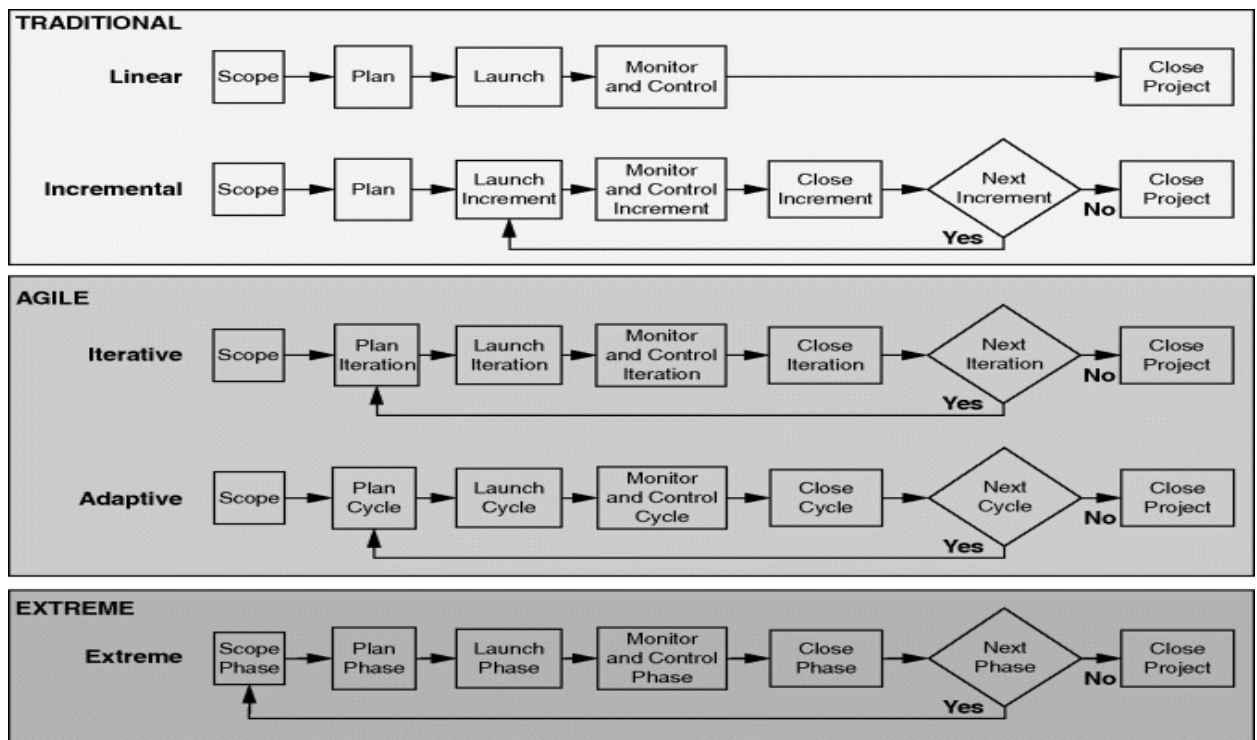 TRADITIONAL
Linear
Scope
Plan
Launch
Monitor
and Control
Close
Project
Incremental
Scope
Plan
Launch
Increment
Monitor
and Control
Increment
Close
Increment
Next
Increment
No
Close
Project
Yes
AGILE
Iterative
Scope
Plan
Iteration
Launch
Iteration
Monitor
and Control
Iteration
Close
Iteration
Next
Iteration
No
Close
Project
Yes
Adaptive
Scope
Plan
Cycle
Launch
Cycle
Monitor
and Control
Cycle
Close
Cycle
Next
Cycle
No
Close
Project
Yes
EXTREME
Extreme
Scope
Phase
Plan
Phase
Launch
Phase
Monitor
and Control
Phase
Close
Phase
Next
Phase
No
Close
Project
Yes